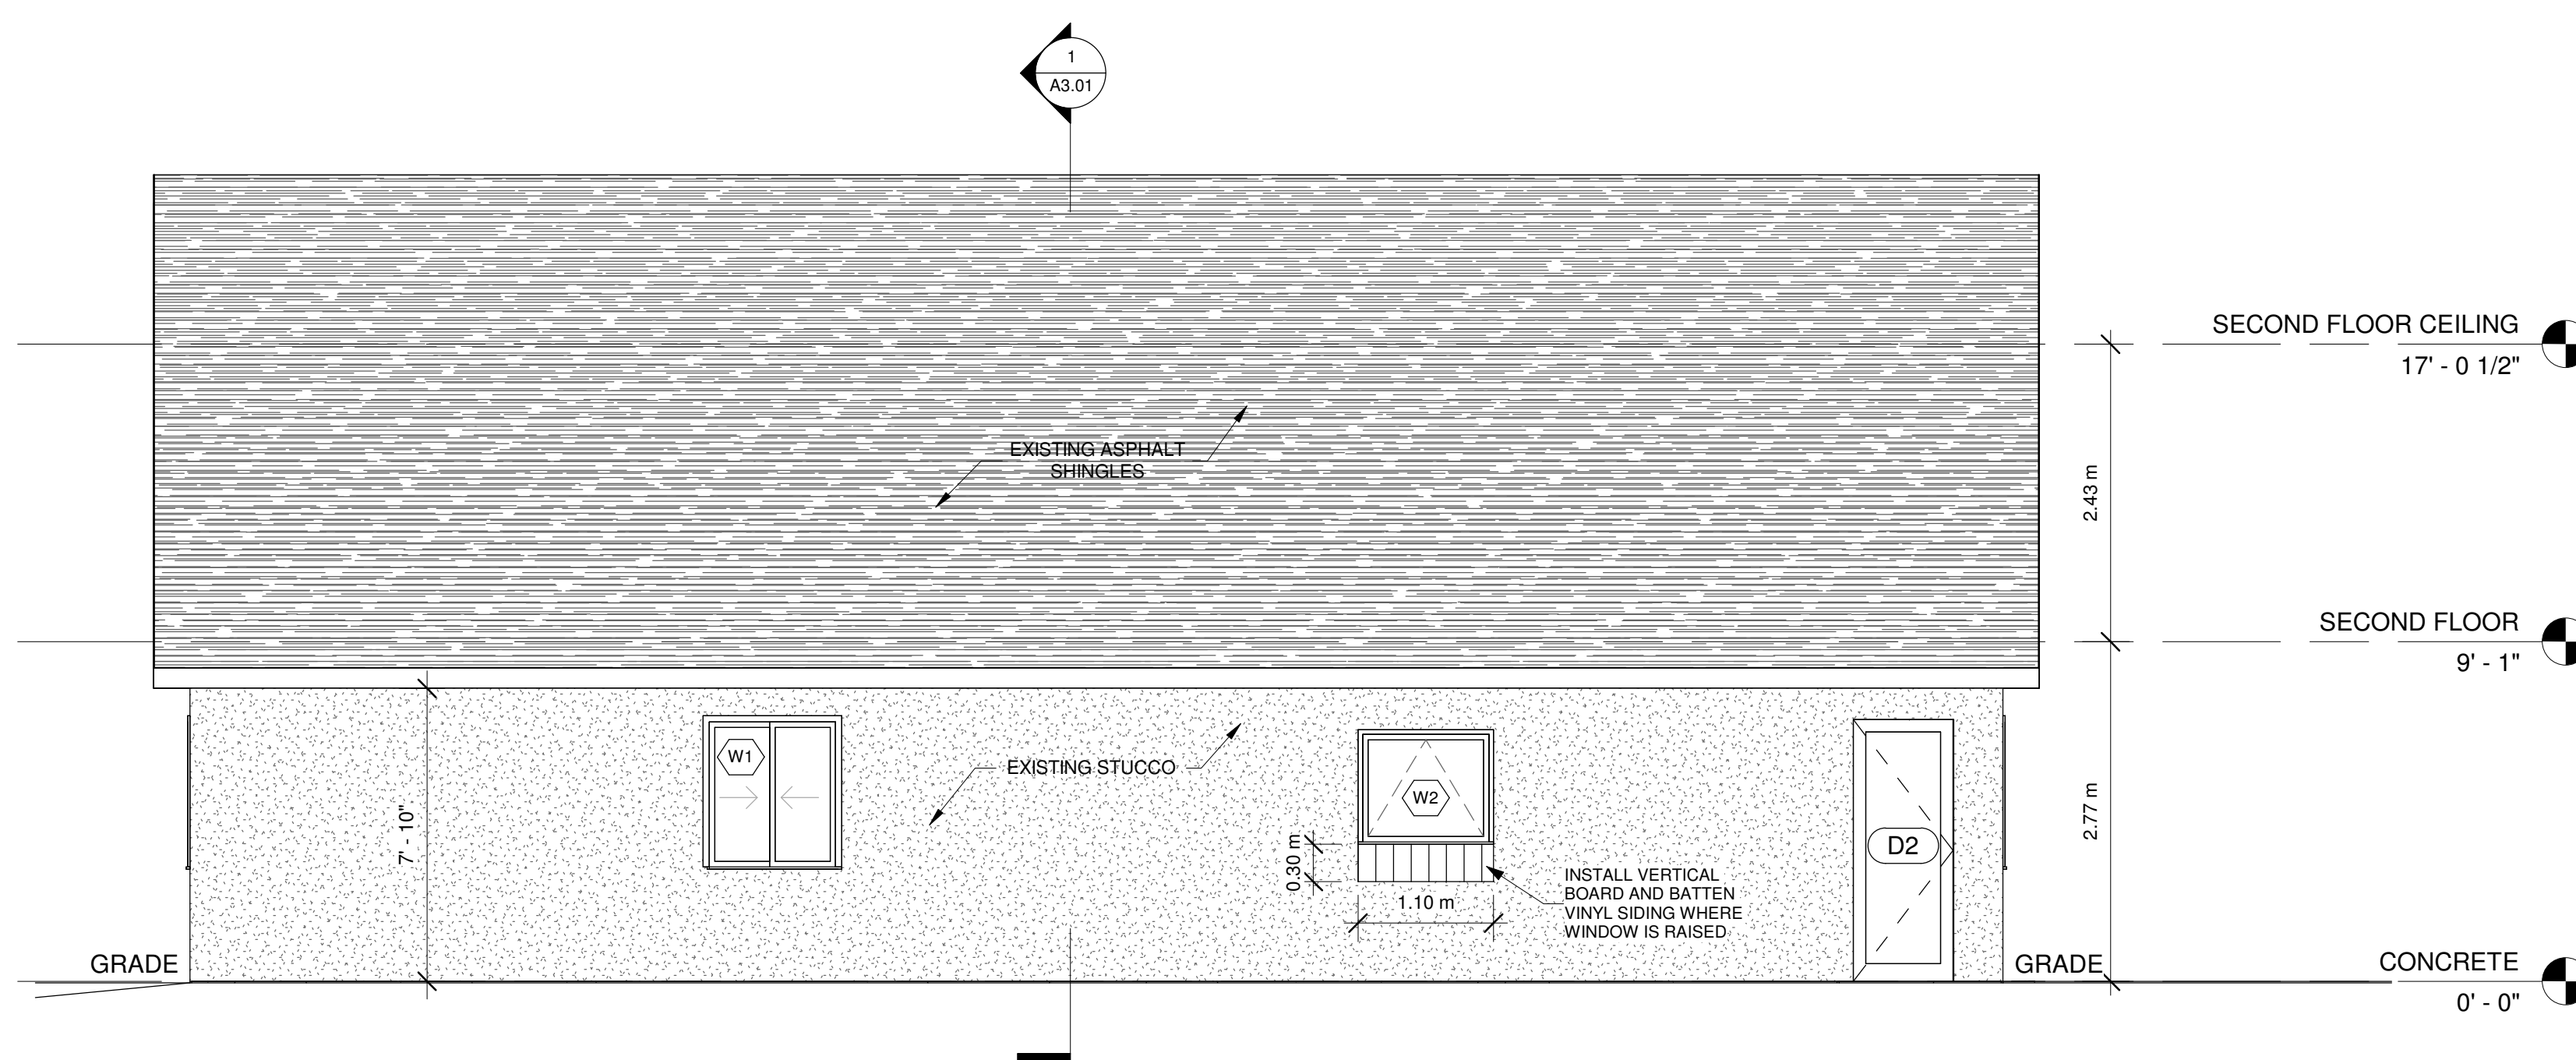 1
A3.01
SECOND FLOOR CEILING
17' - 0 1/2"
EXISTING ASPHALT
SHINGLES
2.43 m
SECOND FLOOR
9' - 1"
W1
EXISTING STUCCO
W2
7' - 10"
0.30 m
1.10 m
INSTALL VERTICAL
BOARD AND BATTEN
VINYL SIDING WHERE
WINDOW IS RAISED
D2
2.77 m
GRADE
GRADE
CONCRETE
0' - 0"